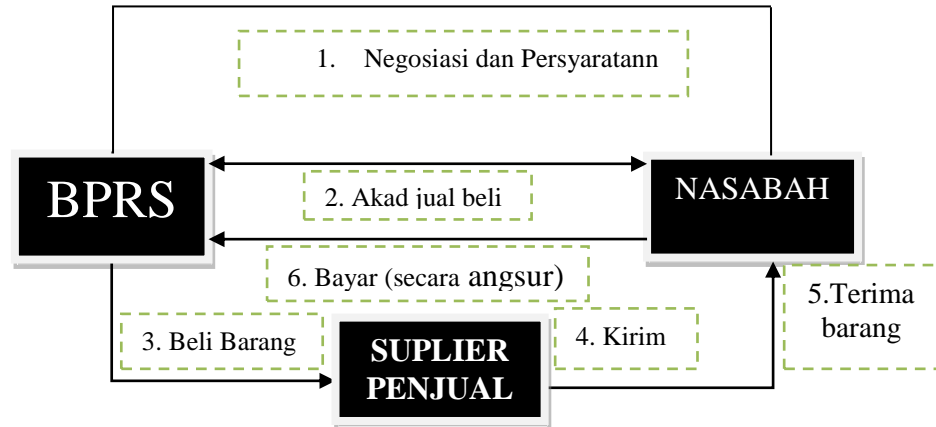 1. Negosiasi dan Persyaratann
BPRS
NASABAH
2. Akad jual beli
6. Bayar (secara angsur)
5.Terima
barang
3. Beli Barang
SUPLIER
PENJUAL
4. Kirim